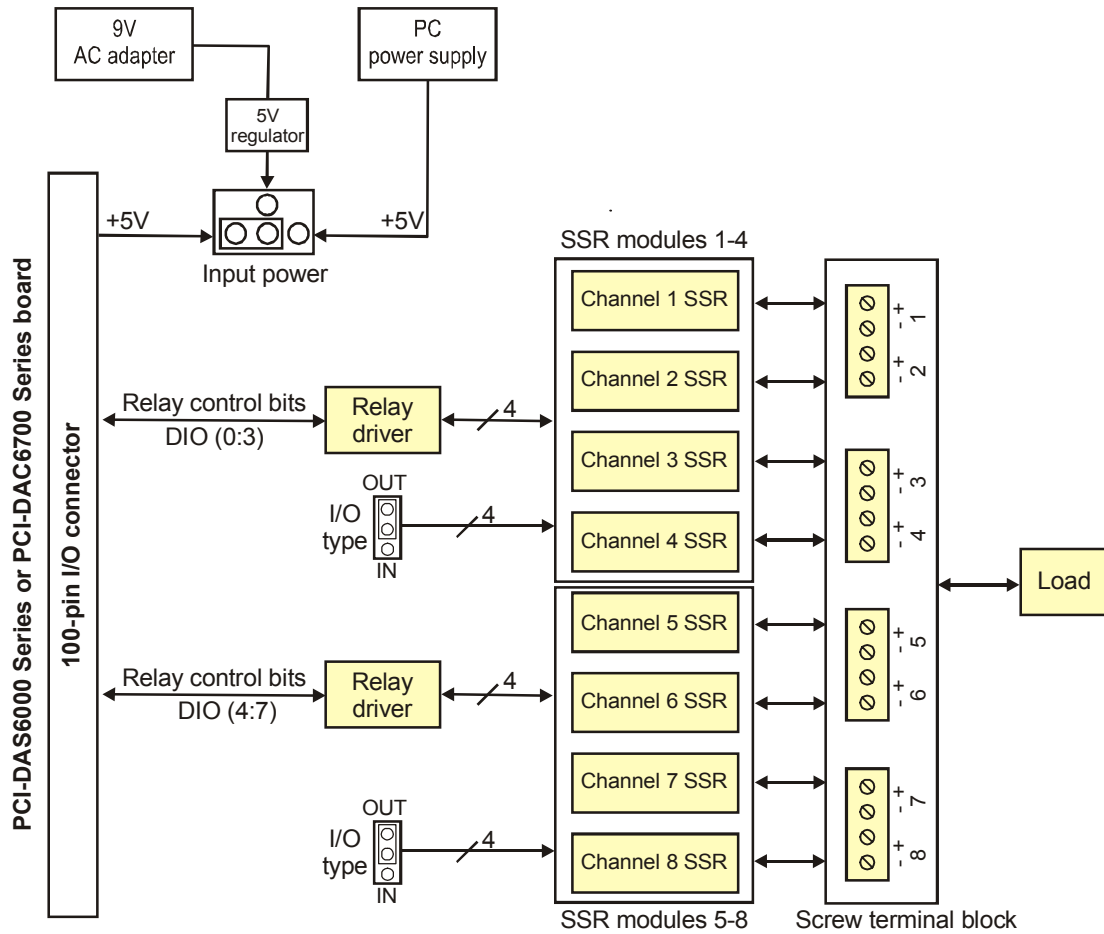 9V
AC adapter
PC
power supply
5V
regulator
+5V
+5V
Input power
PCI-DAS6000 Series or PCI-DAC6700 Series board
100-pin I/O connector
SSR modules 1-4
Channel 1 SSR
Channel 2 SSR
Channel 3 SSR
Channel 4 SSR
Relay control bits
DIO (0:3)
Relay
driver
4
OUT
I/O
type
IN
4
Channel 5 SSR
Channel 6 SSR
Channel 7 SSR
Channel 8 SSR
SSR modules 5-8
Relay control bits
DIO (4:7)
Relay
driver
4
OUT
I/O
type
IN
4
- + 1
- + 2
- + 3
- + 4
- + 5
- + 6
- + 7
- + 8
Screw terminal block
Load